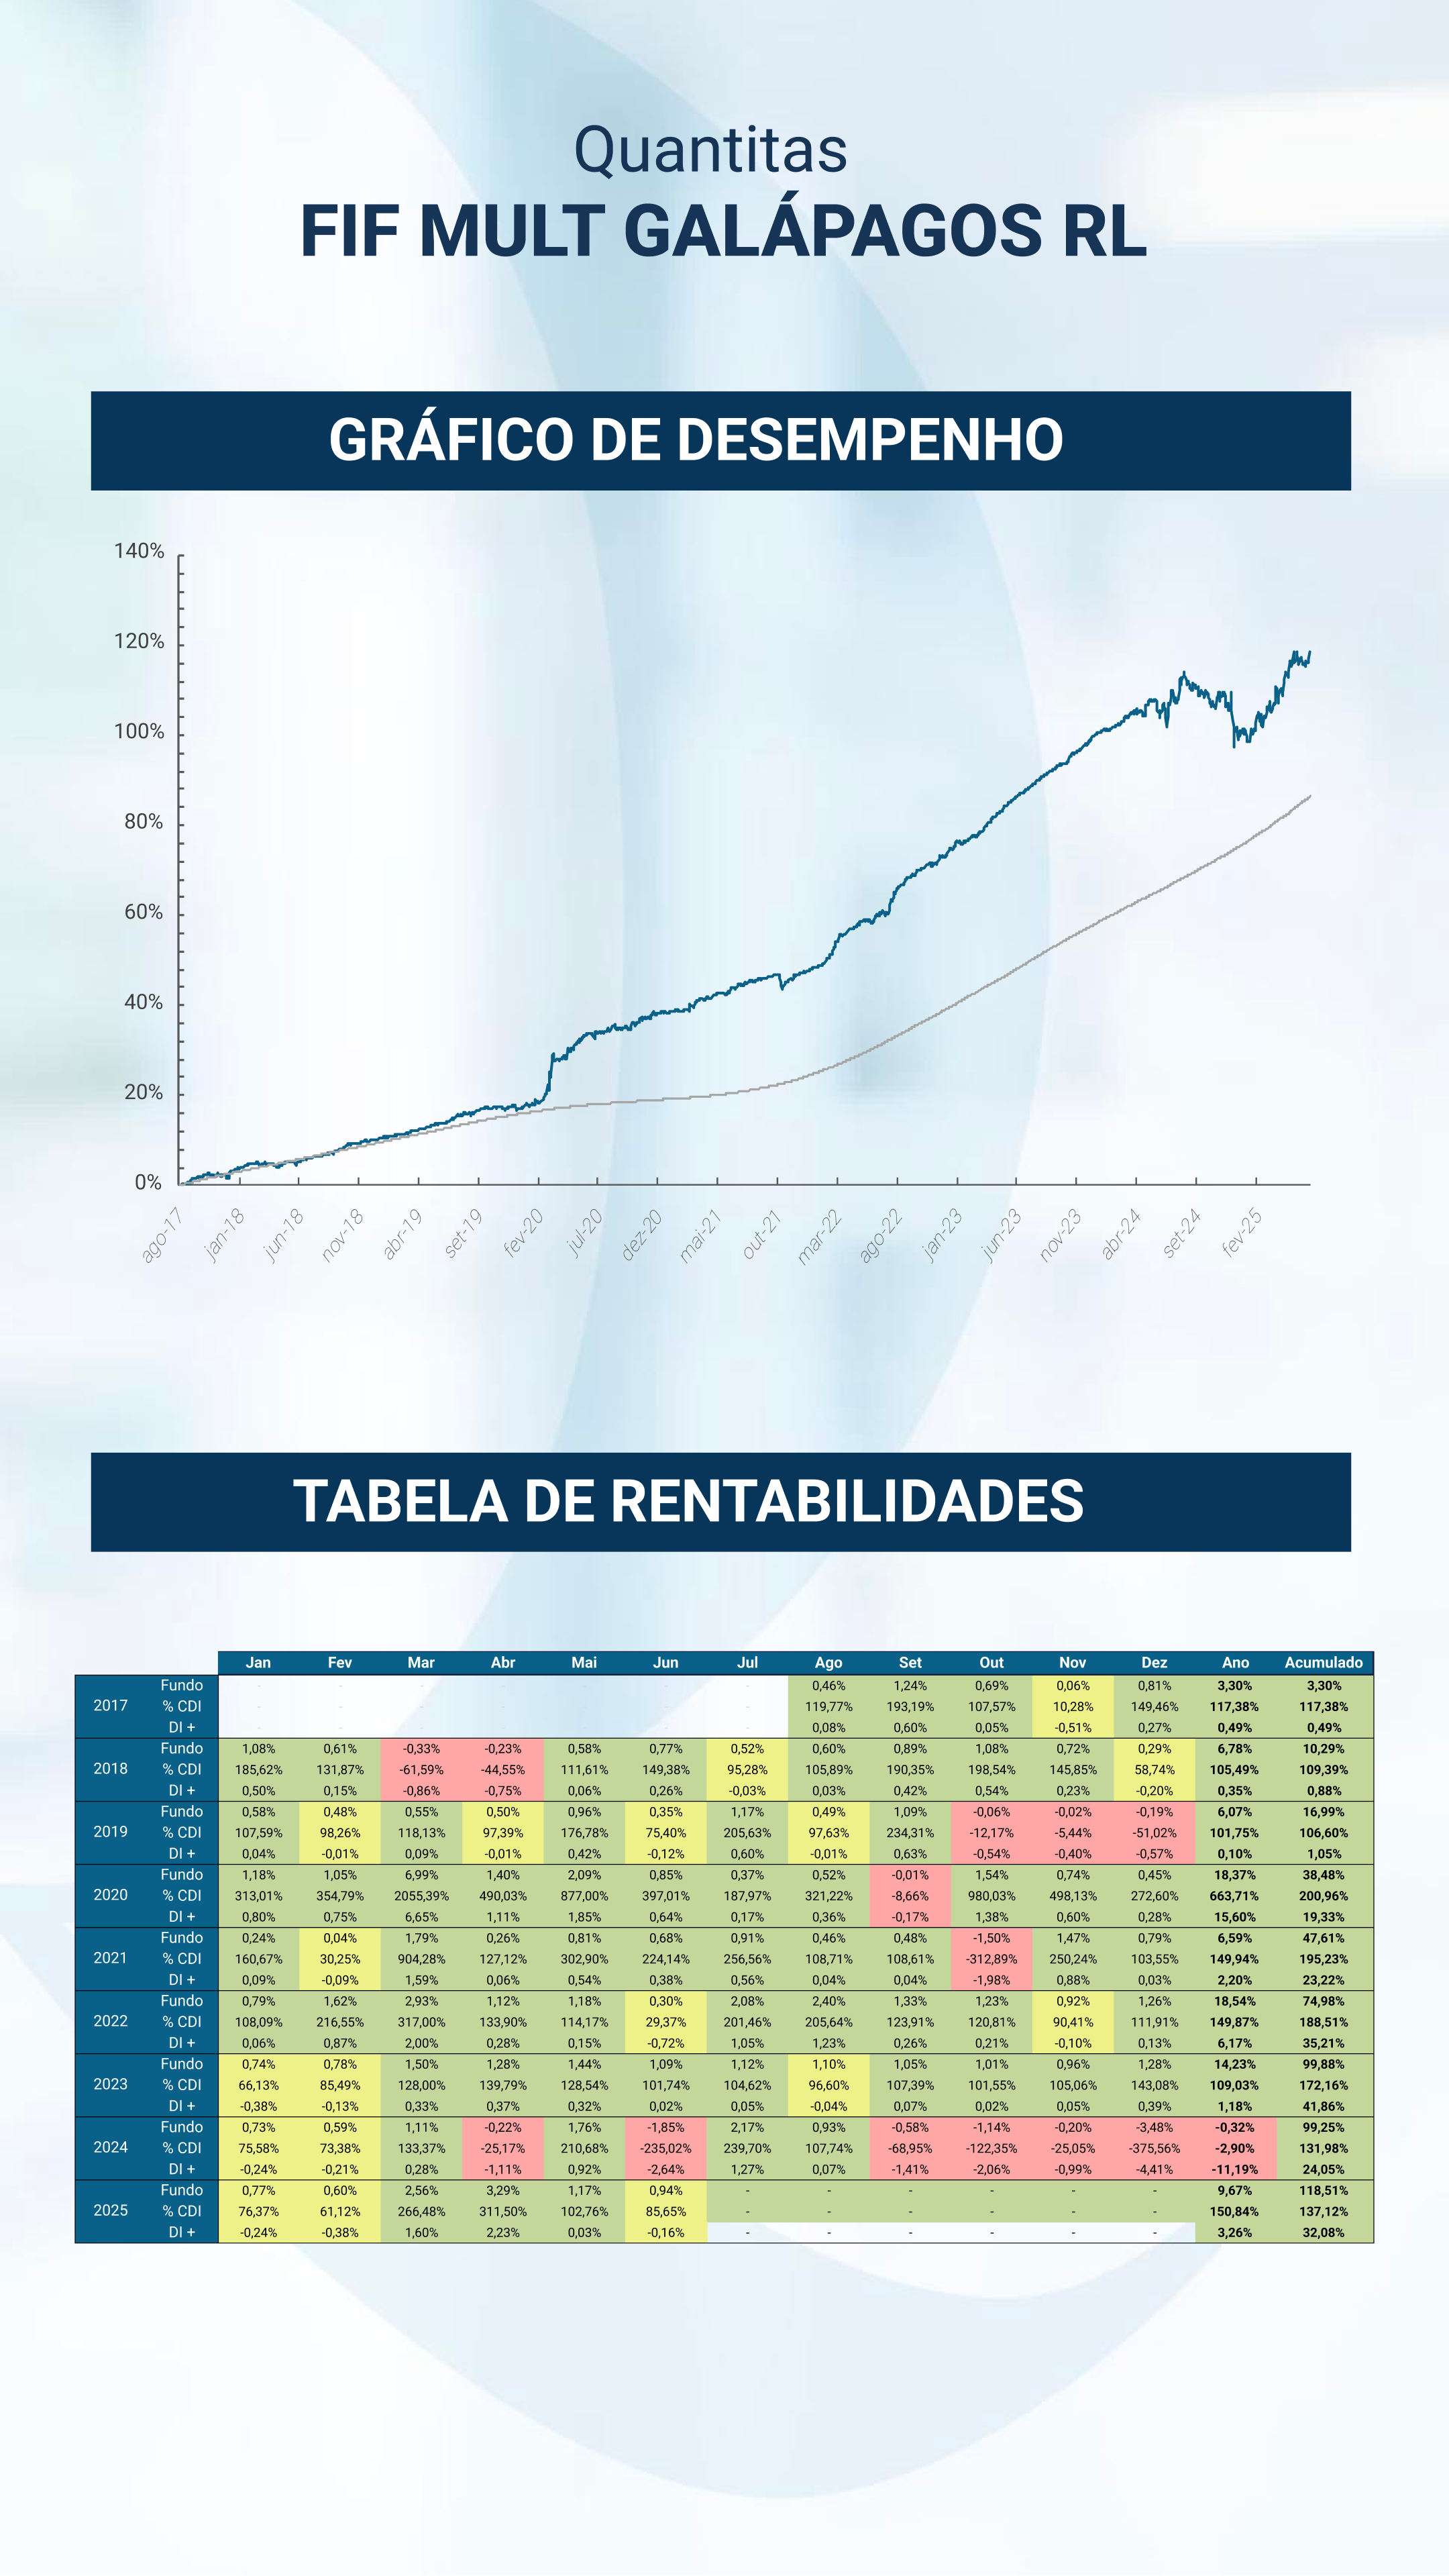 Quantitas
FIF MULT GALÁPAGOS RL
GRÁFICO DE DESEMPENHO
140%
120%
100%
80%
60%
40%
20%
0%
ago-17 jan-18 jun-18 nov-18 abr-19 set-19 fev-20 jul-20 dez-20 mai-21 out-21 mar-22 ago-22 jan-23 jun-23 nov-23 abr-24 set-24 fev-25
TABELA DE RENTABILIDADES
Jan Fev Mar Abr Mai Jun Jul Ago Set Out Nov Dez Ano Acumulado
Fundo - - - - - - - 0,46% 1,24% 0,69% 0,06% 0,81% 3,30% 3,30%
2017 % CDI - - - - - - - 119,77% 193,19% 107,57% 10,28% 149,46% 117,38% 117,38%
DI + - - - - - - - 0,08% 0,60% 0,05% -0,51% 0,27% 0,49% 0,49%
Fundo 1,08% 0,61% -0,33% -0,23% 0,58% 0,77% 0,52% 0,60% 0,89% 1,08% 0,72% 0,29% 6,78% 10,29%
2018 % CDI 185,62% 131,87% -61,59% -44,55% 111,61% 149,38% 95,28% 105,89% 190,35% 198,54% 145,85% 58,74% 105,49% 109,39%
DI + 0,50% 0,15% -0,86% -0,75% 0,06% 0,26% -0,03% 0,03% 0,42% 0,54% 0,23% -0,20% 0,35% 0,88%
Fundo 0,58% 0,48% 0,55% 0,50% 0,96% 0,35% 1,17% 0,49% 1,09% -0,06% -0,02% -0,19% 6,07% 16,99%
2019 % CDI 107,59% 98,26% 118,13% 97,39% 176,78% 75,40% 205,63% 97,63% 234,31% -12,17% -5,44% -51,02% 101,75% 106,60%
DI + 0,04% -0,01% 0,09% -0,01% 0,42% -0,12% 0,60% -0,01% 0,63% -0,54% -0,40% -0,57% 0,10% 1,05%
Fundo 1,18% 1,05% 6,99% 1,40% 2,09% 0,85% 0,37% 0,52% -0,01% 1,54% 0,74% 0,45% 18,37% 38,48%
2020 % CDI 313,01% 354,79% 2055,39% 490,03% 877,00% 397,01% 187,97% 321,22% -8,66% 980,03% 498,13% 272,60% 663,71% 200,96%
DI + 0,80% 0,75% 6,65% 1,11% 1,85% 0,64% 0,17% 0,36% -0,17% 1,38% 0,60% 0,28% 15,60% 19,33%
Fundo 0,24% 0,04% 1,79% 0,26% 0,81% 0,68% 0,91% 0,46% 0,48% -1,50% 1,47% 0,79% 6,59% 47,61%
2021 % CDI 160,67% 30,25% 904,28% 127,12% 302,90% 224,14% 256,56% 108,71% 108,61% -312,89% 250,24% 103,55% 149,94% 195,23%
DI + 0,09% -0,09% 1,59% 0,06% 0,54% 0,38% 0,56% 0,04% 0,04% -1,98% 0,88% 0,03% 2,20% 23,22%
Fundo 0,79% 1,62% 2,93% 1,12% 1,18% 0,30% 2,08% 2,40% 1,33% 1,23% 0,92% 1,26% 18,54% 74,98%
2022 % CDI 108,09% 216,55% 317,00% 133,90% 114,17% 29,37% 201,46% 205,64% 123,91% 120,81% 90,41% 111,91% 149,87% 188,51%
DI + 0,06% 0,87% 2,00% 0,28% 0,15% -0,72% 1,05% 1,23% 0,26% 0,21% -0,10% 0,13% 6,17% 35,21%
Fundo 0,74% 0,78% 1,50% 1,28% 1,44% 1,09% 1,12% 1,10% 1,05% 1,01% 0,96% 1,28% 14,23% 99,88%
2023 % CDI 66,13% 85,49% 128,00% 139,79% 128,54% 101,74% 104,62% 96,60% 107,39% 101,55% 105,06% 143,08% 109,03% 172,16%
DI + -0,38% -0,13% 0,33% 0,37% 0,32% 0,02% 0,05% -0,04% 0,07% 0,02% 0,05% 0,39% 1,18% 41,86%
Fundo 0,73% 0,59% 1,11% -0,22% 1,76% -1,85% 2,17% 0,93% -0,58% -1,14% -0,20% -3,48% -0,32% 99,25%
2024 % CDI 75,58% 73,38% 133,37% -25,17% 210,68% -235,02% 239,70% 107,74% -68,95% -122,35% -25,05% -375,56% -2,90% 131,98%
DI + -0,24% -0,21% 0,28% -1,11% 0,92% -2,64% 1,27% 0,07% -1,41% -2,06% -0,99% -4,41% -11,19% 24,05%
Fundo 0,77% 0,60% 2,56% 3,29% 1,17% 0,94% - - - - - - 9,67% 118,51%
2025 % CDI 76,37% 61,12% 266,48% 311,50% 102,76% 85,65% - - - - - - 150,84% 137,12%
DI + -0,24% -0,38% 1,60% 2,23% 0,03% -0,16% - - - - - - 3,26% 32,08%